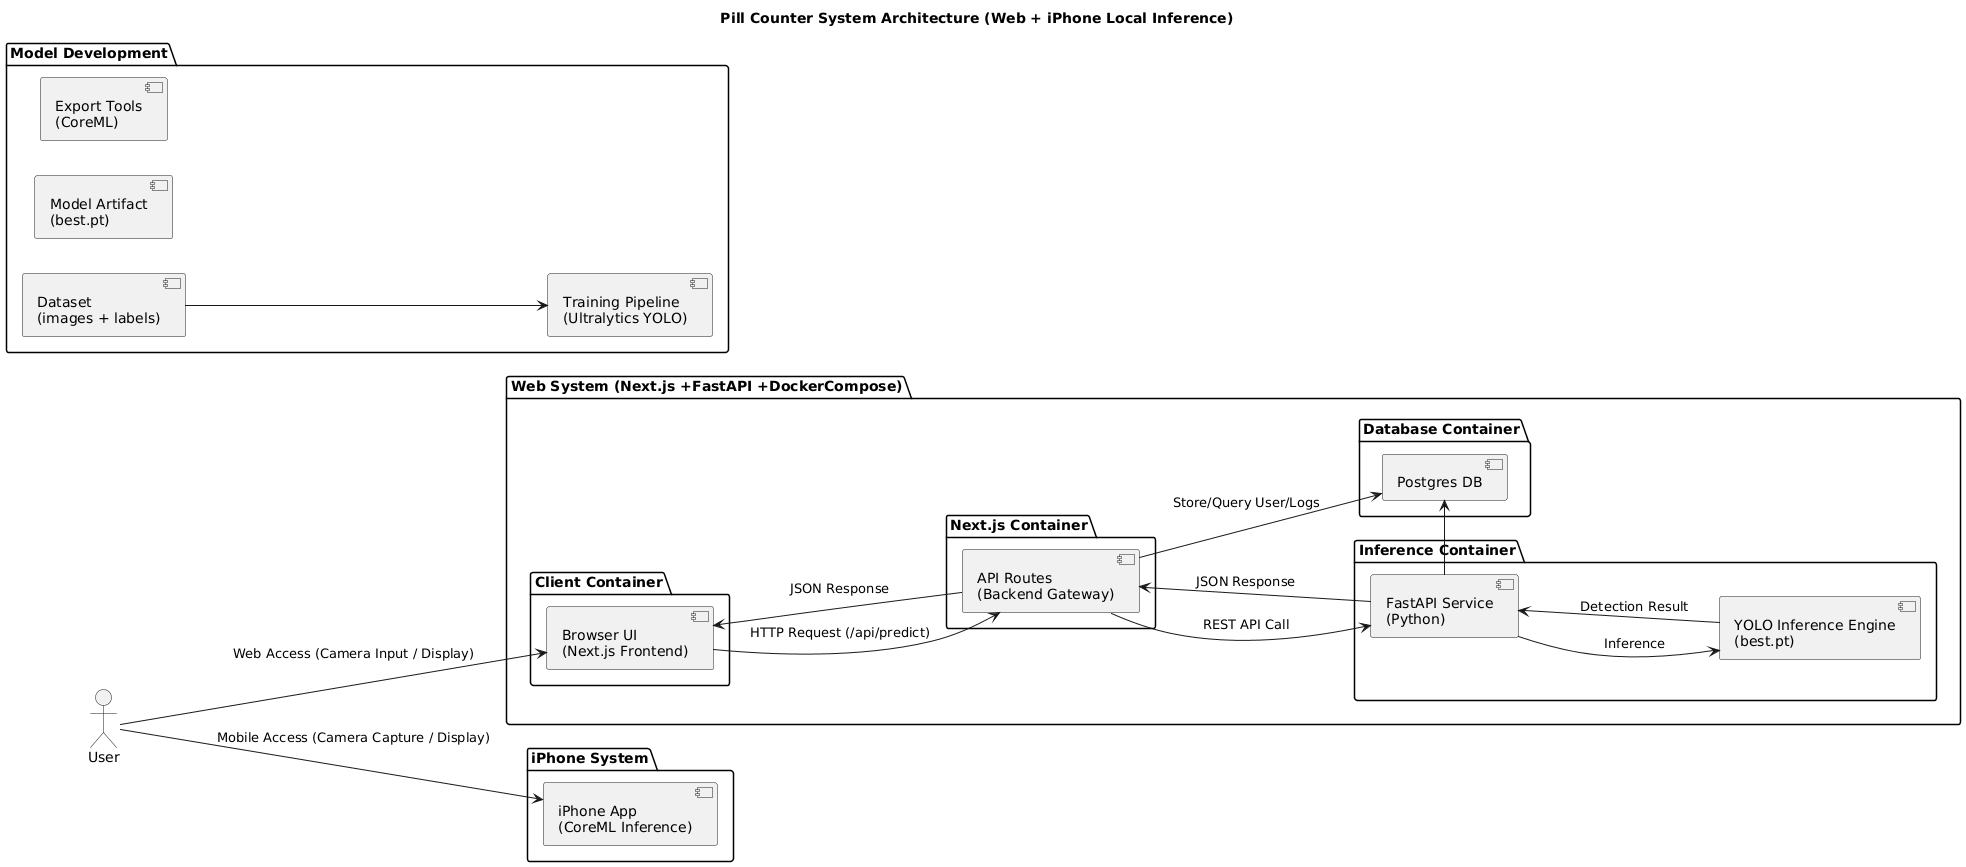 Pill Counter System Architecture (Web + iPhone Local Inference)
Model Development
Export Tools
(CoreML)
Model Artifact
(best.pt)
Dataset
(images + labels)
Training Pipeline
(Ultralytics YOLO)
Web System (Next.js +FastAPI +DockerCompose)
Database Container
Postgres DB
Store/Query User/Logs
Next.js Container
API Routes
(Backend Gateway)
Inference Container
FastAPI Service
(Python)
YOLO Inference Engine
(best.pt)
Detection Result
Inference
JSON Response
REST API Call
Client Container
Browser UI
(Next.js Frontend)
JSON Response
HTTP Request (/api/predict)
Web Access (Camera Input / Display)
Mobile Access (Camera Capture / Display)
User
iPhone System
iPhone App
(CoreML Inference)